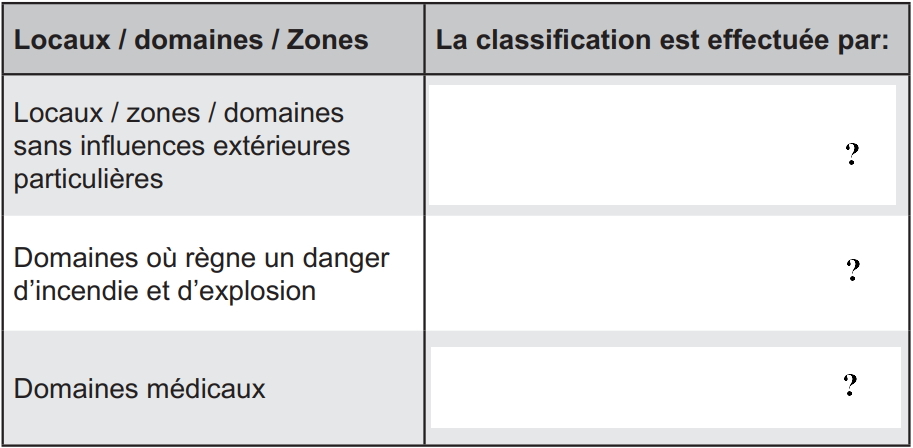 Locaux / domaines / Zones
La classification est effectuée par:
Locaux / zones / domaines
sans influences extérieures
particulières
?
Domaines où règne un danger
d’incendie et d’explosion
?
Domaines médicaux
?